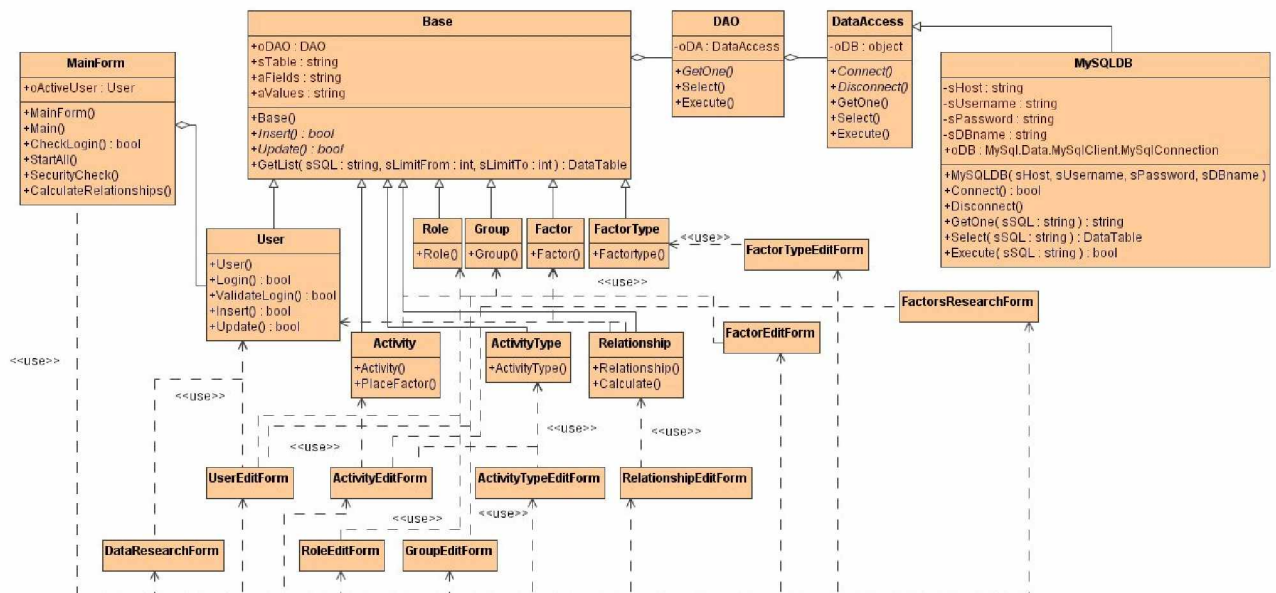 Base
+oDAO : DAO
+sTable : string
+aFields : string
+aValues : string
+Base()
+Insert() : bool
+Update() : bool
+GetList( sSQL : string, sLimitFrom : int, sLimitTo : int ) : DataTable
DAO
-oDA : DataAccess
+GetOne()
+Select()
+Execute()
DataAccess
-oDB : object
+Connect()
+Disconnect()
+GetOne()
+Select()
+Execute()
MainForm
+oActiveUser : User
+MainForm()
+Main()
+CheckLogin() : bool
+StartAll()
+SecurityCheck()
+CalculateRelationships()
MySQLDB
-sHost : string
-sUsername : string
-sPassword : string
-sDBname : string
+oDB : MySql.Data.MySqlClient.MySqlConnection
+MySQLDB( sHost, sUsername, sPassword, sDBname )
+Connect() : bool
+Disconnect()
+GetOne( sSQL : string ) : string
+Select( sSQL : string ) : DataTable
+Execute( sSQL : string ) : bool
User
+User()
+Login() : bool
+ValidateLogin() : bool
+Insert() : bool
+Update() : bool
Role
+Role()
Group
+Group()
Factor
+Factor()
FactorType
+Factortype()
<<use>>
FactorTypeEditForm
<<use>>
FactorsResearchForm
FactorEditForm
Activity
+Activity()
+PlaceFactor()
ActivityType
+ActivityType()
Relationship
+Relationship()
+Calculate()
<<use>>
<<use>>
<<use>>
<<use>>
<<use>>
UserEditForm
ActivityEditForm
ActivityTypeEditForm
RelationshipEditForm
<<use>>
<<use>>
DataResearchForm
RoleEditForm
GroupEditForm